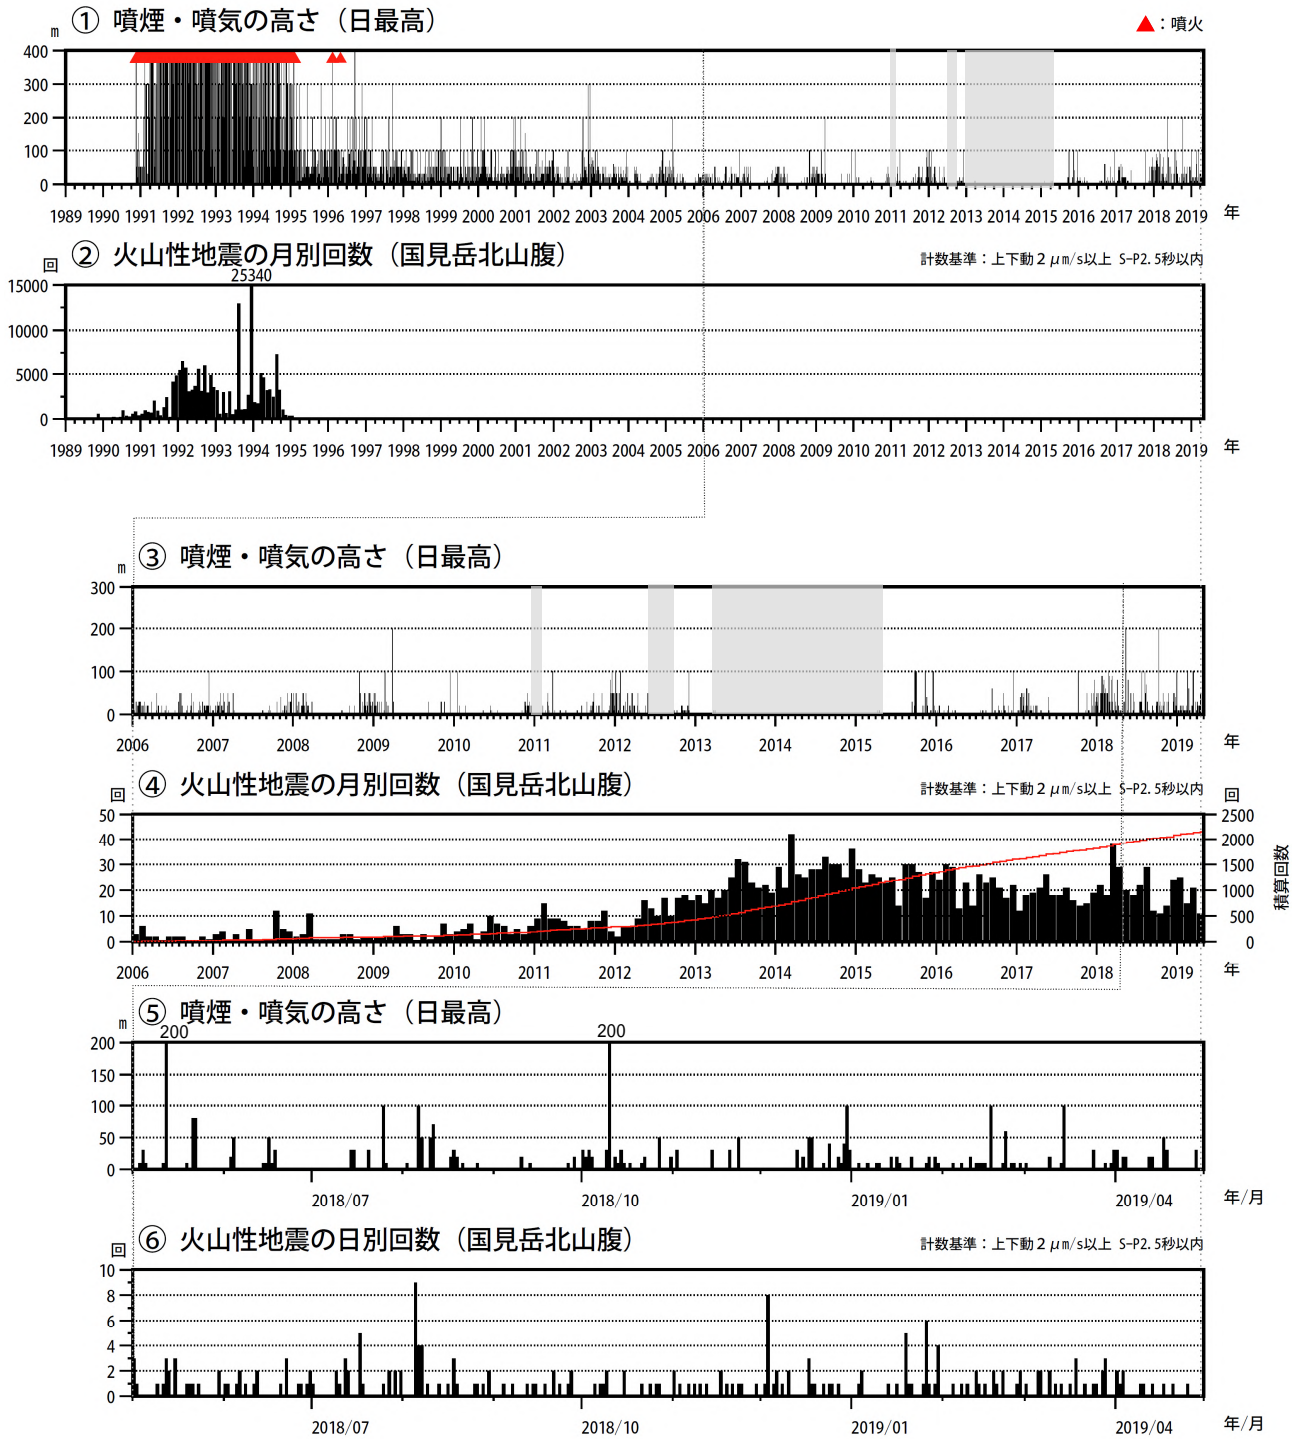 ① 噴煙・噴気の高さ（日最高）
▲：噴火
m
400
300
200
100
0
1989 1990 1991 1992 1993 1994 1995 1996 1997 1998 1999 2000 2001 2002 2003 2004 2005 2006 2007 2008 2009 2010 2011 2012 2013 2014 2015 2016 2017 2018 2019 年
② 火山性地震の月別回数（国見岳北山腹）
計数基準：上下動２μm/s以上 S-P2.5秒以内
回
25340
15000
10000
5000
0
1989 1990 1991 1992 1993 1994 1995 1996 1997 1998 1999 2000 2001 2002 2003 2004 2005 2006 2007 2008 2009 2010 2011 2012 2013 2014 2015 2016 2017 2018 2019 年
③ 噴煙・噴気の高さ（日最高）
m
300
200
100
0
2006 2007 2008 2009 2010 2011 2012 2013 2014 2015 2016 2017 2018 2019 年
④ 火山性地震の月別回数（国見岳北山腹）
計数基準：上下動２μm/s以上 S-P2.5秒以内
回 回
50 2500
40 2000
30 1500
20 1000
10 500
0 0
積算回数
2006 2007 2008 2009 2010 2011 2012 2013 2014 2015 2016 2017 2018 2019 年
⑤ 噴煙・噴気の高さ（日最高）
m
200 200
200
150
100
50
0
2018/07 2018/10 2019/01 2019/04 年/月
⑥ 火山性地震の日別回数（国見岳北山腹）
計数基準：上下動２μm/s以上 S-P2.5秒以内
回
10
8
6
4
2
0
2018/07 2018/10 2019/01 2019/04 年/月